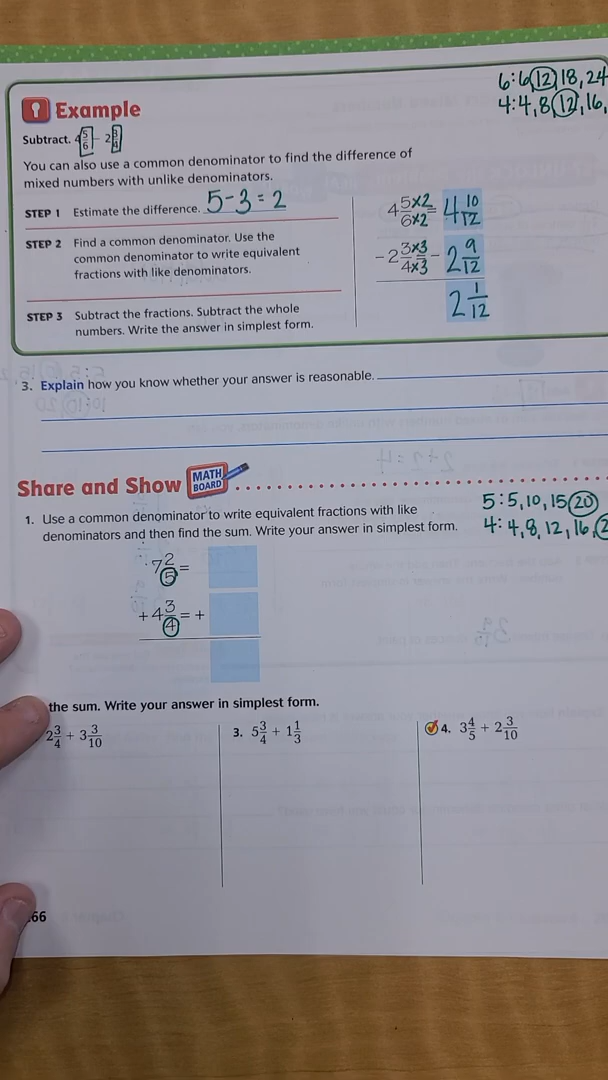 6:6,12,18,24
4:4,8,12,16,
Example
Subtract. 4 5/6 - 2 3/4
You can also use a common denominator to find the difference of
mixed numbers with unlike denominators.
STEP 1 Estimate the difference. 5-3=2
STEP 2 Find a common denominator. Use the
common denominator to write equivalent
fractions with like denominators.
STEP 3 Subtract the fractions. Subtract the whole
numbers. Write the answer in simplest form.
4 5×2/6×2 = 4 10/12
- 2 3×3/4×3 - 2 9/12
2 1/12
3. Explain how you know whether your answer is reasonable.
Share and Show MATH BOARD
5:5,10,15,20
4:4,8,12,16,2
1. Use a common denominator to write equivalent fractions with like
denominators and then find the sum. Write your answer in simplest form.
7 2/5 =
+ 4 3/4 = +
the sum. Write your answer in simplest form.
2 3/4 + 3 3/10
3. 5 3/4 + 1 1/3
4. 3 4/5 + 2 3/10
66